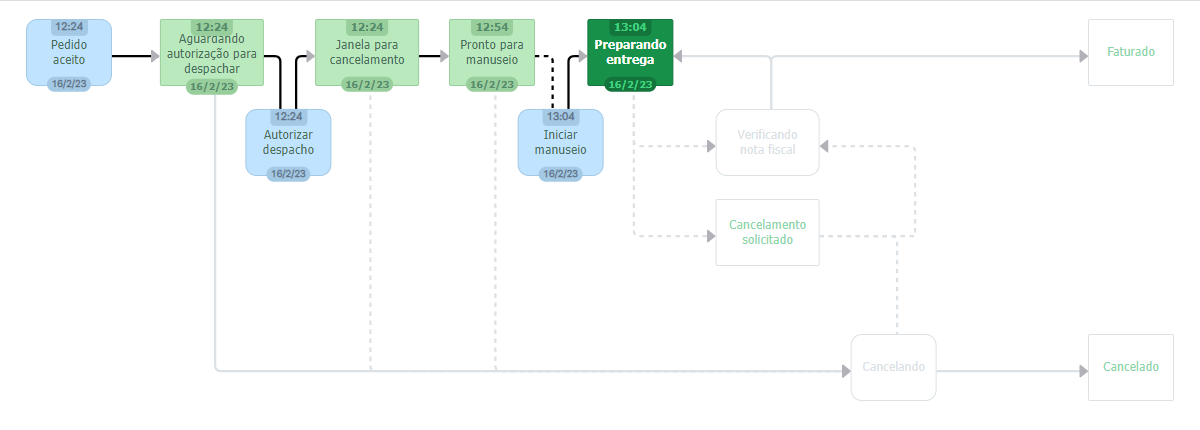 12:24
Pedido
aceito
16/2/23
12:24
Aguardando
autorização para
despachar
16/2/23
12:24
Autorizar
despacho
16/2/23
12:24
Janela para
cancelamento
16/2/23
12:54
Pronto para
manuseio
16/2/23
13:04
Iniciar
manuseio
16/2/23
13:04
Preparando
entrega
16/2/23
Verificando
nota fiscal
Cancelamento
solicitado
Cancelando
Faturado
Cancelado